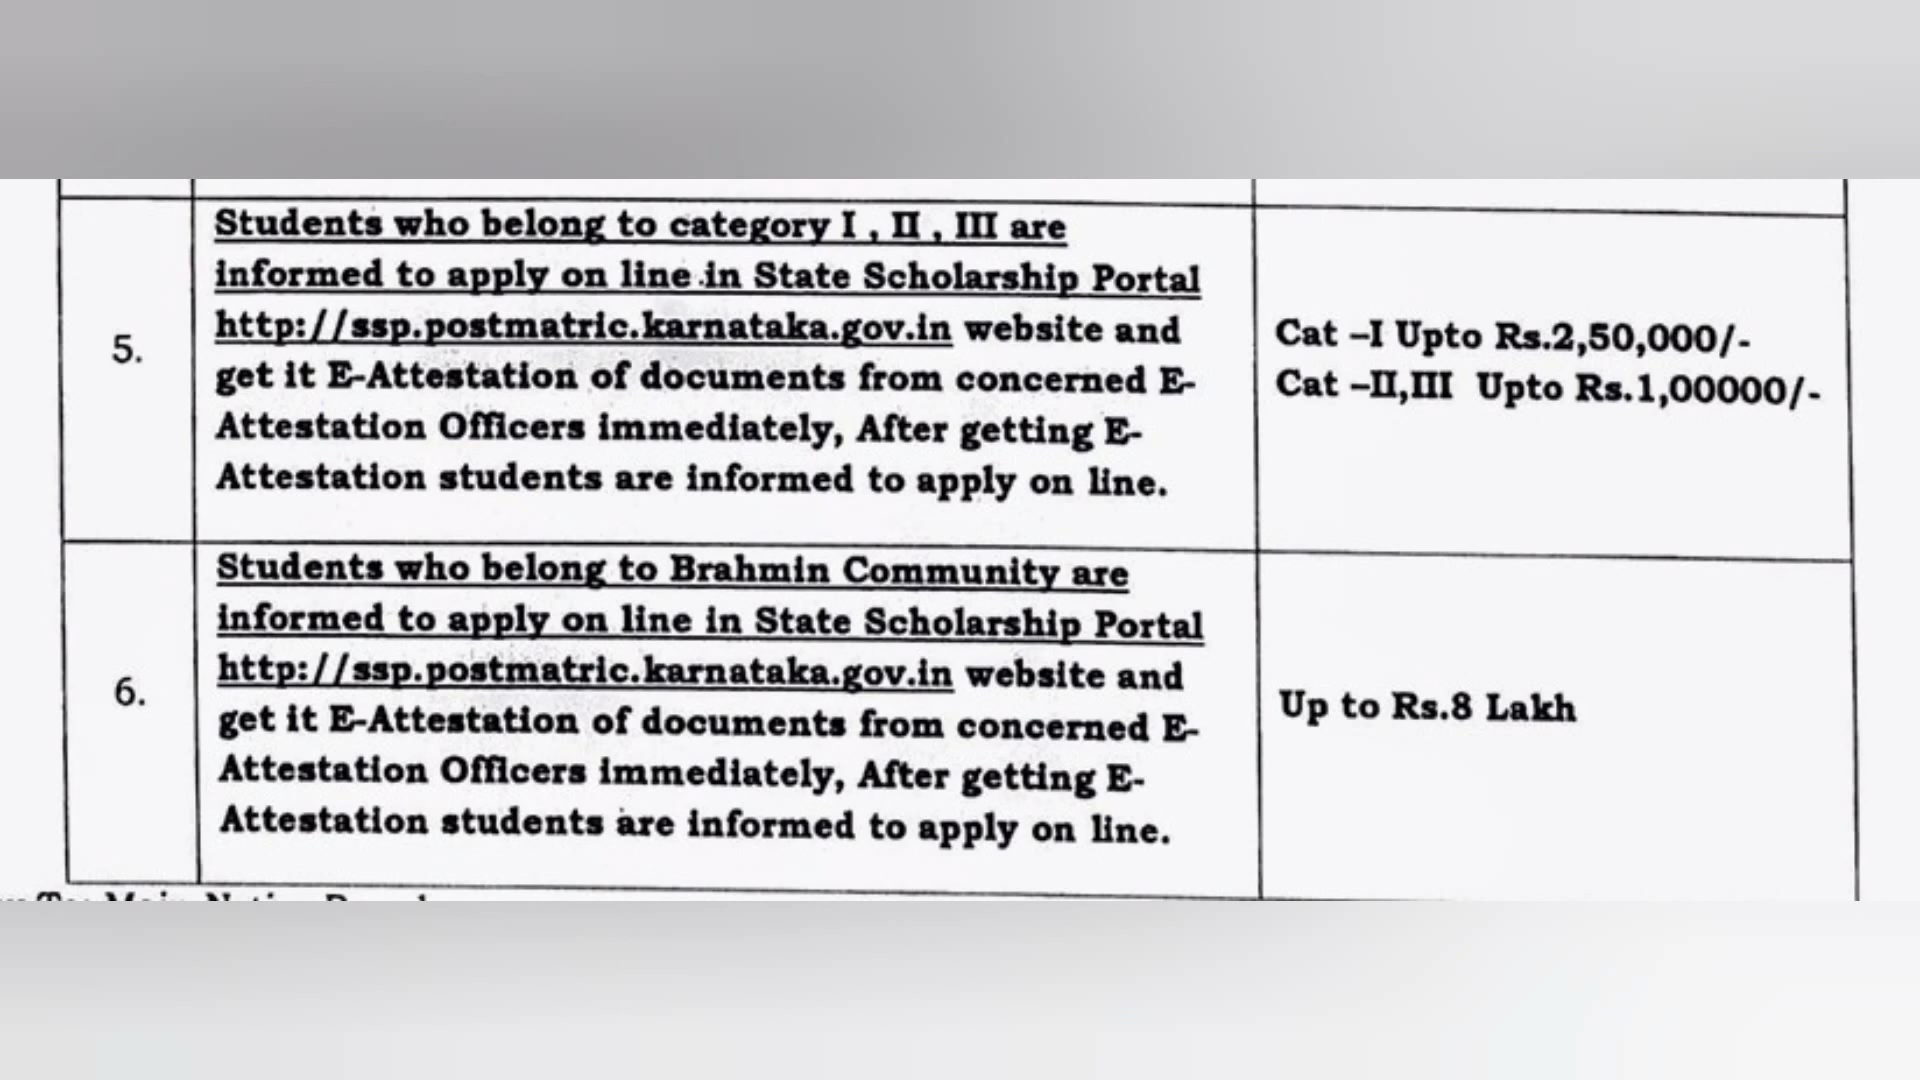 5.
Students who belong to category I , II , III are
informed to apply on line in State Scholarship Portal
http://ssp.postmatric.karnataka.gov.in website and
get it E-Attestation of documents from concerned E-
Attestation Officers immediately, After getting E-
Attestation students are informed to apply on line.
Cat –I Upto Rs.2,50,000/-
Cat –II,III Upto Rs.1,00000/-
6.
Students who belong to Brahmin Community are
informed to apply on line in State Scholarship Portal
http://ssp.postmatric.karnataka.gov.in website and
get it E-Attestation of documents from concerned E-
Attestation Officers immediately, After getting E-
Attestation students are informed to apply on line.
Up to Rs.8 Lakh